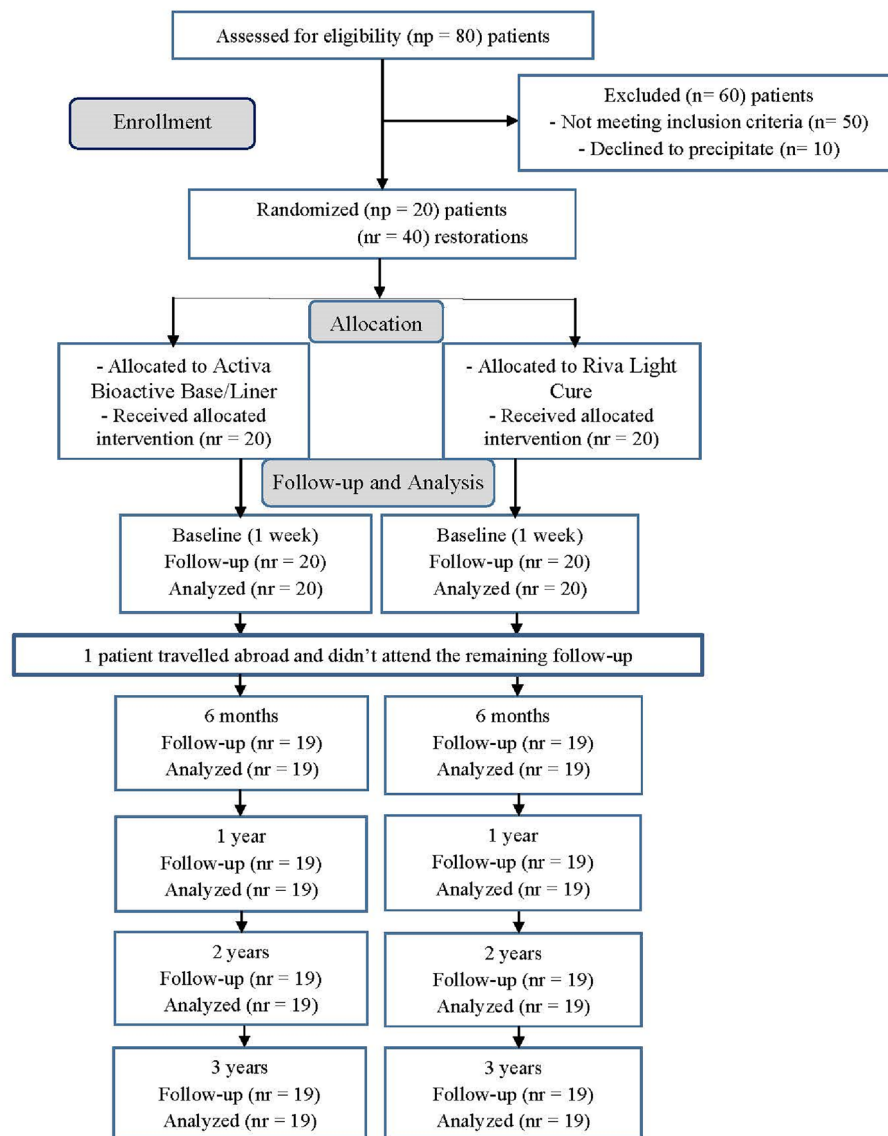 Assessed for eligibility (np = 80) patients
Enrollment
Excluded (n= 60) patients
- Not meeting inclusion criteria (n= 50)
- Declined to precipitate (n= 10)
Randomized (np = 20) patients
(nr = 40) restorations
Allocation
- Allocated to Activa
Bioactive Base/Liner
- Received allocated
intervention (nr = 20)
- Allocated to Riva Light
Cure
- Received allocated
intervention (nr = 20)
Follow-up and Analysis
Baseline (1 week)
Follow-up (nr = 20)
Analyzed (nr = 20)
Baseline (1 week)
Follow-up (nr = 20)
Analyzed (nr = 20)
1 patient travelled abroad and didn't attend the remaining follow-up
6 months
Follow-up (nr = 19)
Analyzed (nr = 19)
6 months
Follow-up (nr = 19)
Analyzed (nr = 19)
1 year
Follow-up (nr = 19)
Analyzed (nr = 19)
1 year
Follow-up (nr = 19)
Analyzed (nr = 19)
2 years
Follow-up (nr = 19)
Analyzed (nr = 19)
2 years
Follow-up (nr = 19)
Analyzed (nr = 19)
3 years
Follow-up (nr = 19)
Analyzed (nr = 19)
3 years
Follow-up (nr = 19)
Analyzed (nr = 19)